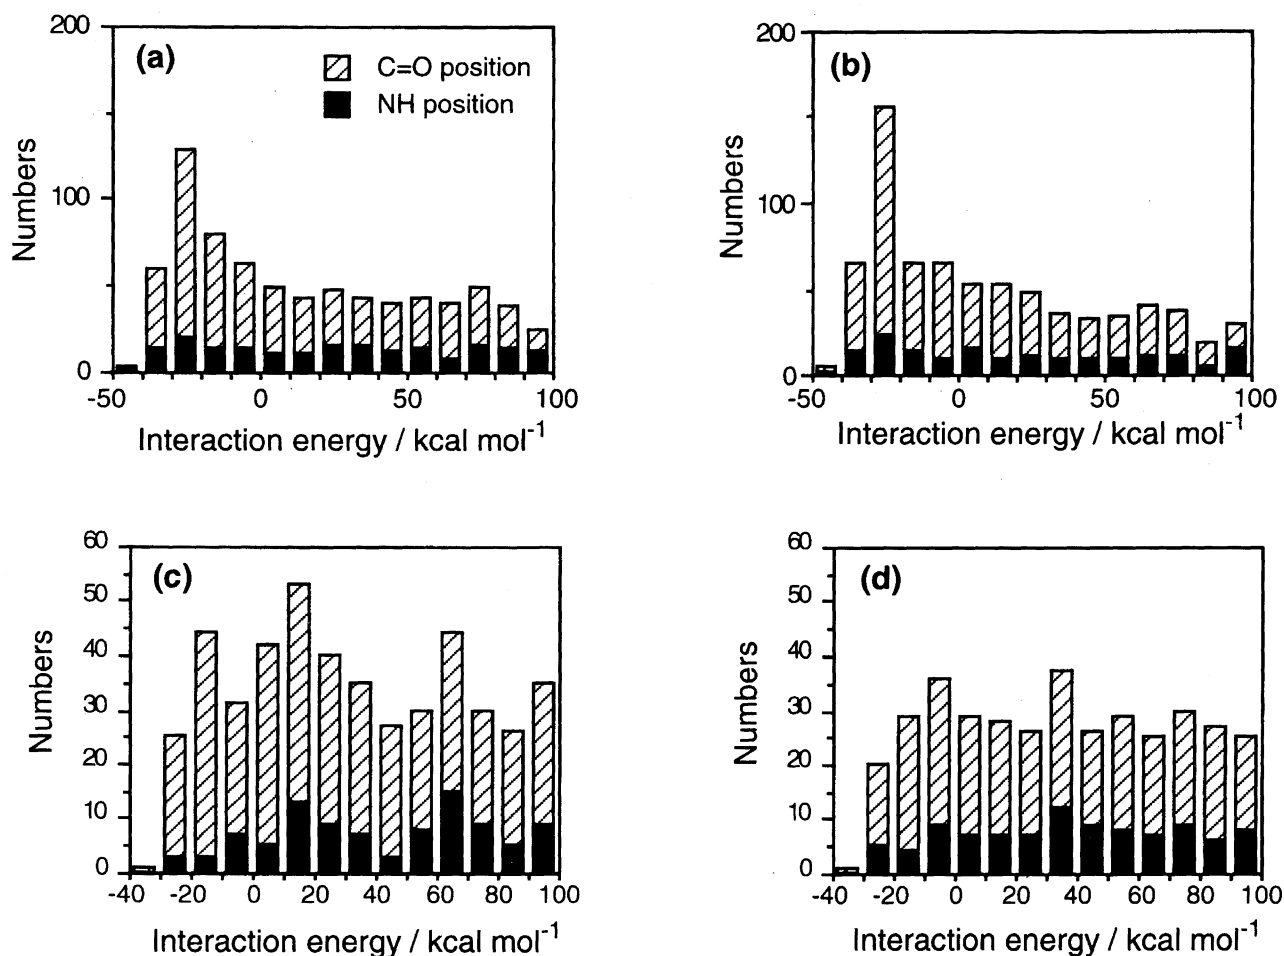 (a)
C=O position
NH position
Numbers
200
100
0
-50 0 50 100
Interaction energy / kcal mol-1
(b)
Numbers
200
100
0
-50 0 50 100
Interaction energy / kcal mol-1
(c)
Numbers
60
50
40
30
20
10
0
-40 -20 0 20 40 60 80 100
Interaction energy / kcal mol-1
(d)
Numbers
60
50
40
30
20
10
0
-40 -20 0 20 40 60 80 100
Interaction energy / kcal mol-1